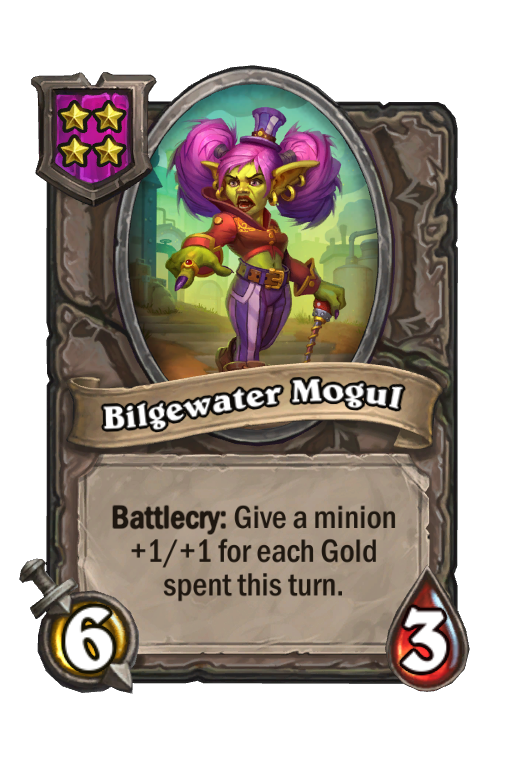 Bilgewater Mogul
Battlecry: Give a minion
+1/+1 for each Gold
spent this turn.
6
3